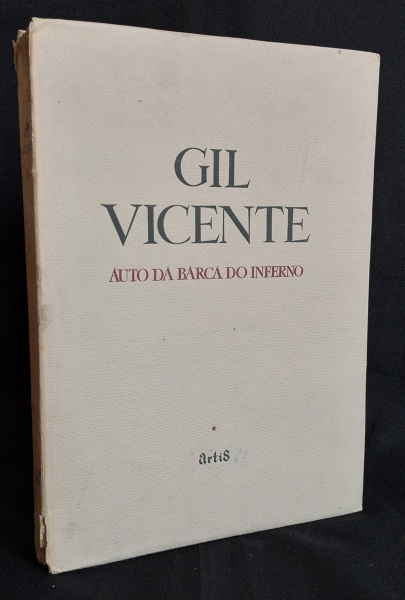 GIL
VICENTE
AUTO DA BARCA DO INFERNO
artis